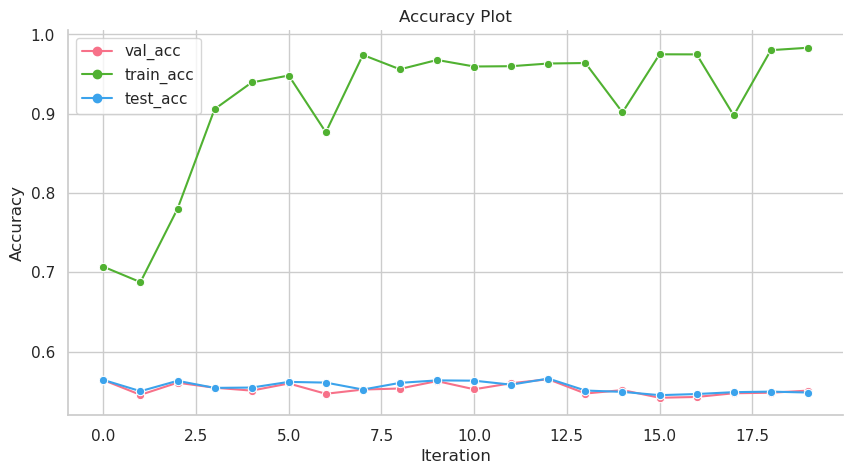 Accuracy Plot
val_acc
train_acc
test_acc
Accuracy
1.0
0.9
0.8
0.7
0.6
0.0 2.5 5.0 7.5 10.0 12.5 15.0 17.5
Iteration